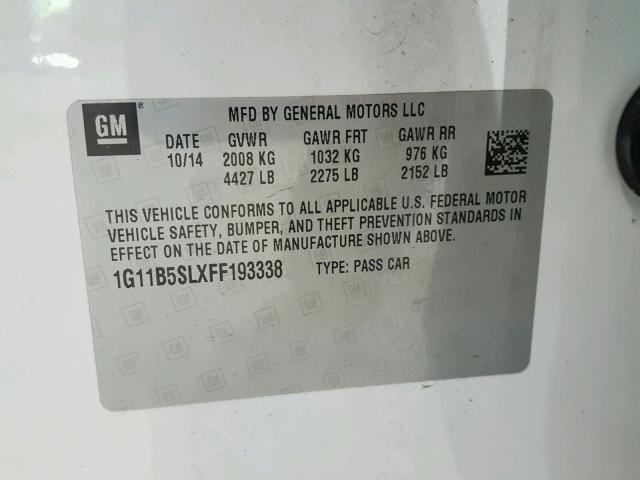 GM
®
MFD BY GENERAL MOTORS LLC
DATE GVWR GAWR FRT GAWR RR
10/14 2008 KG 1032 KG 976 KG
4427 LB 2275 LB 2152 LB
THIS VEHICLE CONFORMS TO ALL APPLICABLE U.S. FEDERAL MOTOR
VEHICLE SAFETY, BUMPER, AND THEFT PREVENTION STANDARDS IN
EFFECT ON THE DATE OF MANUFACTURE SHOWN ABOVE.
1G11B5SLXFF193338 TYPE: PASS CAR